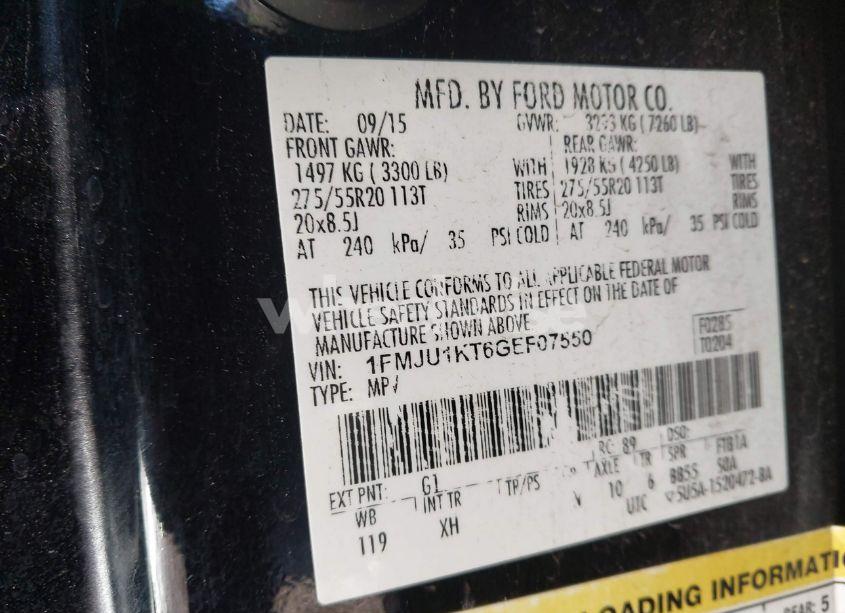 MFD. BY FORD MOTOR CO.
DATE: 09/15 GVWR: 3293 KG ( 7260 LB)
FRONT GAWR: REAR GAWR:
1497 KG ( 3300 LB) WITH 1928 KG ( 4250 LB) WITH
275/55R20 113T TIRES 275/55R20 113T TIRES
20x8.5J RIMS 20x8.5J RIMS
AT 240 kPa/ 35 PSI COLD AT 240 kPa/ 35 PSI COLD
THIS VEHICLE CONFORMS TO ALL APPLICABLE FEDERAL MOTOR
VEHICLE SAFETY STANDARDS IN EFFECT ON THE DATE OF
MANUFACTURE SHOWN ABOVE.
VIN: 1FMJU1KT6GEF07550
F0285
T0204
TYPE: MPV
EXT PNT: G1 RC: 89 DSO:
WB INT TR TP/PS AXLE TR SPR F1B1A
119 XH V 10 6 BB55 SOA
UTC 5U5A-1520472-BA
LOADING INFORMATI
EAR: 5